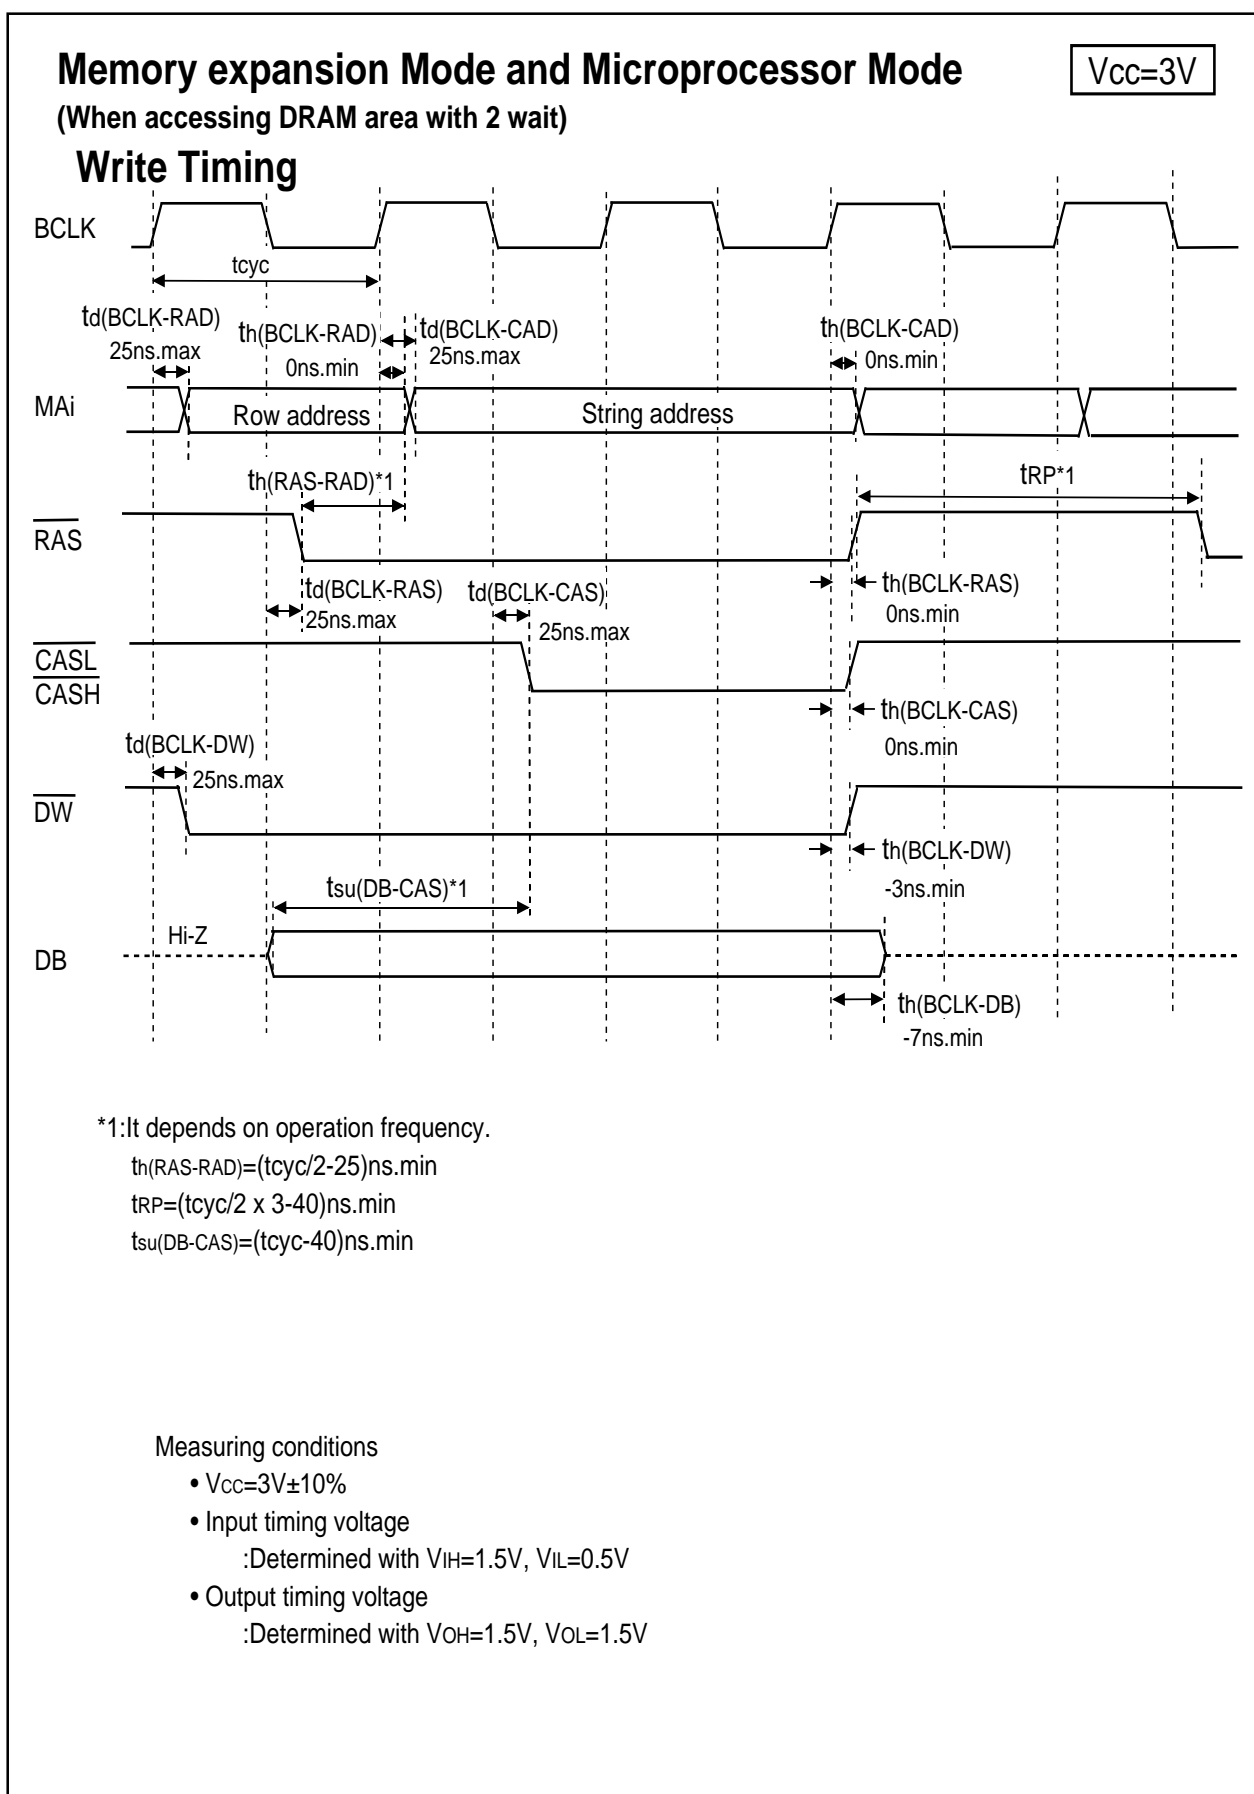 Memory expansion Mode and Microprocessor Mode
Vcc=3V
(When accessing DRAM area with 2 wait)
Write Timing
BCLK
tcyc
td(BCLK-RAD)
25ns.max
th(BCLK-RAD)
0ns.min
td(BCLK-CAD)
25ns.max
th(BCLK-CAD)
0ns.min
MAi
Row address
String address
th(RAS-RAD)*1
tRP*1
RAS
td(BCLK-RAS)
25ns.max
td(BCLK-CAS)
25ns.max
th(BCLK-RAS)
0ns.min
CASL
CASH
th(BCLK-CAS)
0ns.min
td(BCLK-DW)
25ns.max
DW
th(BCLK-DW)
-3ns.min
tsu(DB-CAS)*1
Hi-Z
DB
th(BCLK-DB)
-7ns.min
*1:It depends on operation frequency.
th(RAS-RAD)=(tcyc/2-25)ns.min
tRP=(tcyc/2 x 3-40)ns.min
tsu(DB-CAS)=(tcyc-40)ns.min
Measuring conditions
• VCC=3V±10%
• Input timing voltage
:Determined with VIH=1.5V, VIL=0.5V
• Output timing voltage
:Determined with VOH=1.5V, VOL=1.5V